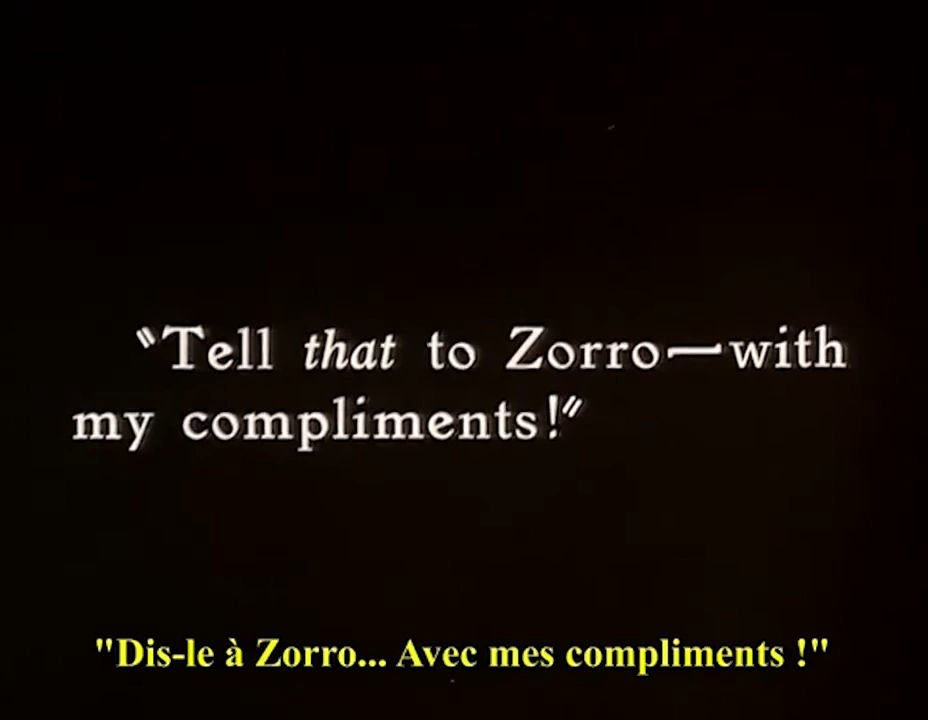 "Tell that to Zorro—with
my compliments!"
"Dis-le à Zorro... Avec mes compliments !"